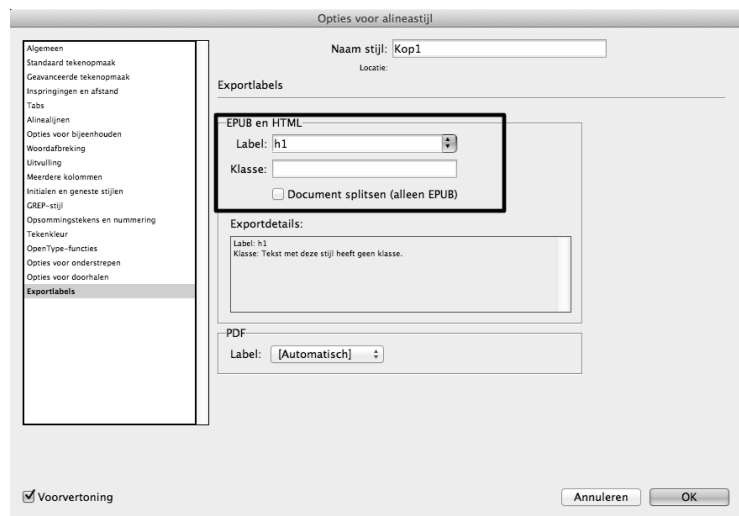 Opties voor alineastijl
Algemeen
Standaard tekenopmaak
Geavanceerde tekenopmaak
Inspringingen en afstand
Tabs
Alinealijnen
Opties voor bijeenhouden
Woordafbreking
Uitvulling
Meerdere kolommen
Initialen en geneste stijlen
GREP-stijl
Opsommingstekens en nummering
Tekenkleur
OpenType-functies
Opties voor onderstrepen
Opties voor doorhalen
Exportlabels
Naam stijl: Kop1
Locatie:
Exportlabels
EPUB en HTML
Label: h1
Klasse:
Document splitsen (alleen EPUB)
Exportdetails:
Label: h1
Klasse: Tekst met deze stijl heeft geen klasse.
PDF
Label: [Automatisch]
Voorvertoning
Annuleren OK